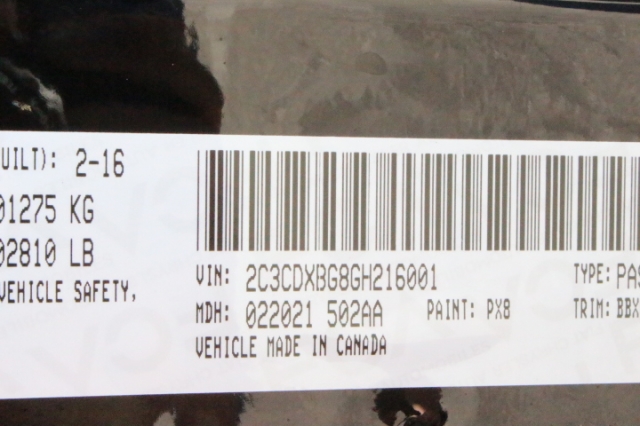 UILT): 2-16
01275 KG
02810 LB
VEHICLE SAFETY,
VIN: 2C3CDXBG8GH216001 TYPE: PAS
MDH: 022021 502AA PAINT: PX8 TRIM: BBX
VEHICLE MADE IN CANADA